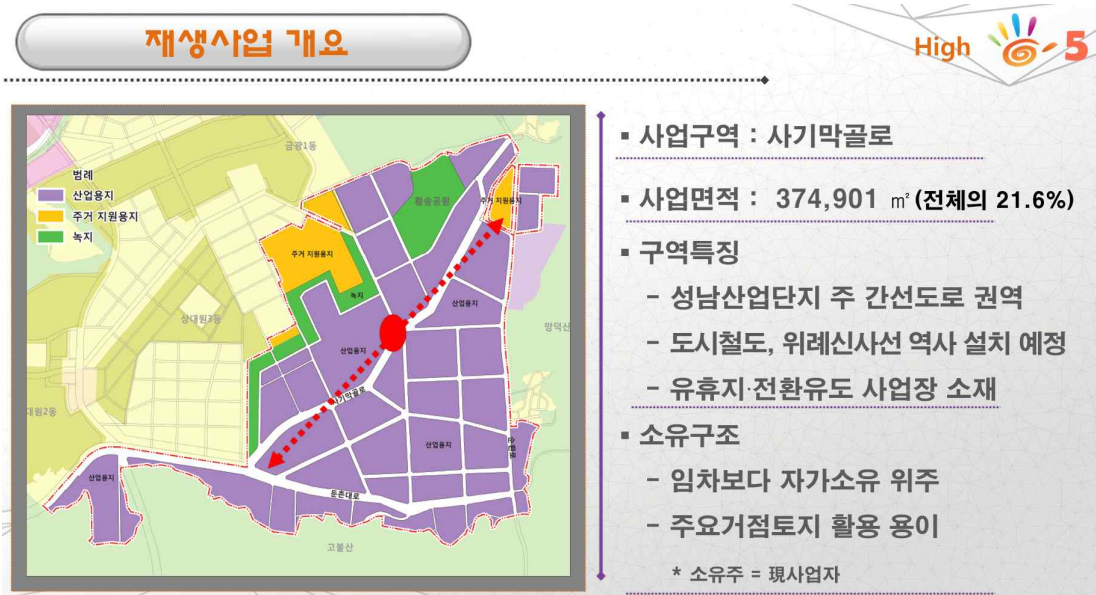 재생사업 개요
High 5
금광1동
범례
산업용지
주거 지원용지
녹지
황송공원
주거 지원용지
주거 지원용지
녹지
산업용지
상대원3동
망덕산
산업용지
사기막골로
대원2동
산업용지
순환로
산업용지
둔촌대로
고불산
▪ 사업구역 : 사기막골로
▪ 사업면적 : 374,901 ㎡(전체의 21.6%)
▪ 구역특징
- 성남산업단지 주 간선도로 권역
- 도시철도, 위례신사선 역사 설치 예정
- 유휴지·전환유도 사업장 소재
▪ 소유구조
- 임차보다 자가소유 위주
- 주요거점토지 활용 용이
* 소유주 = 現사업자